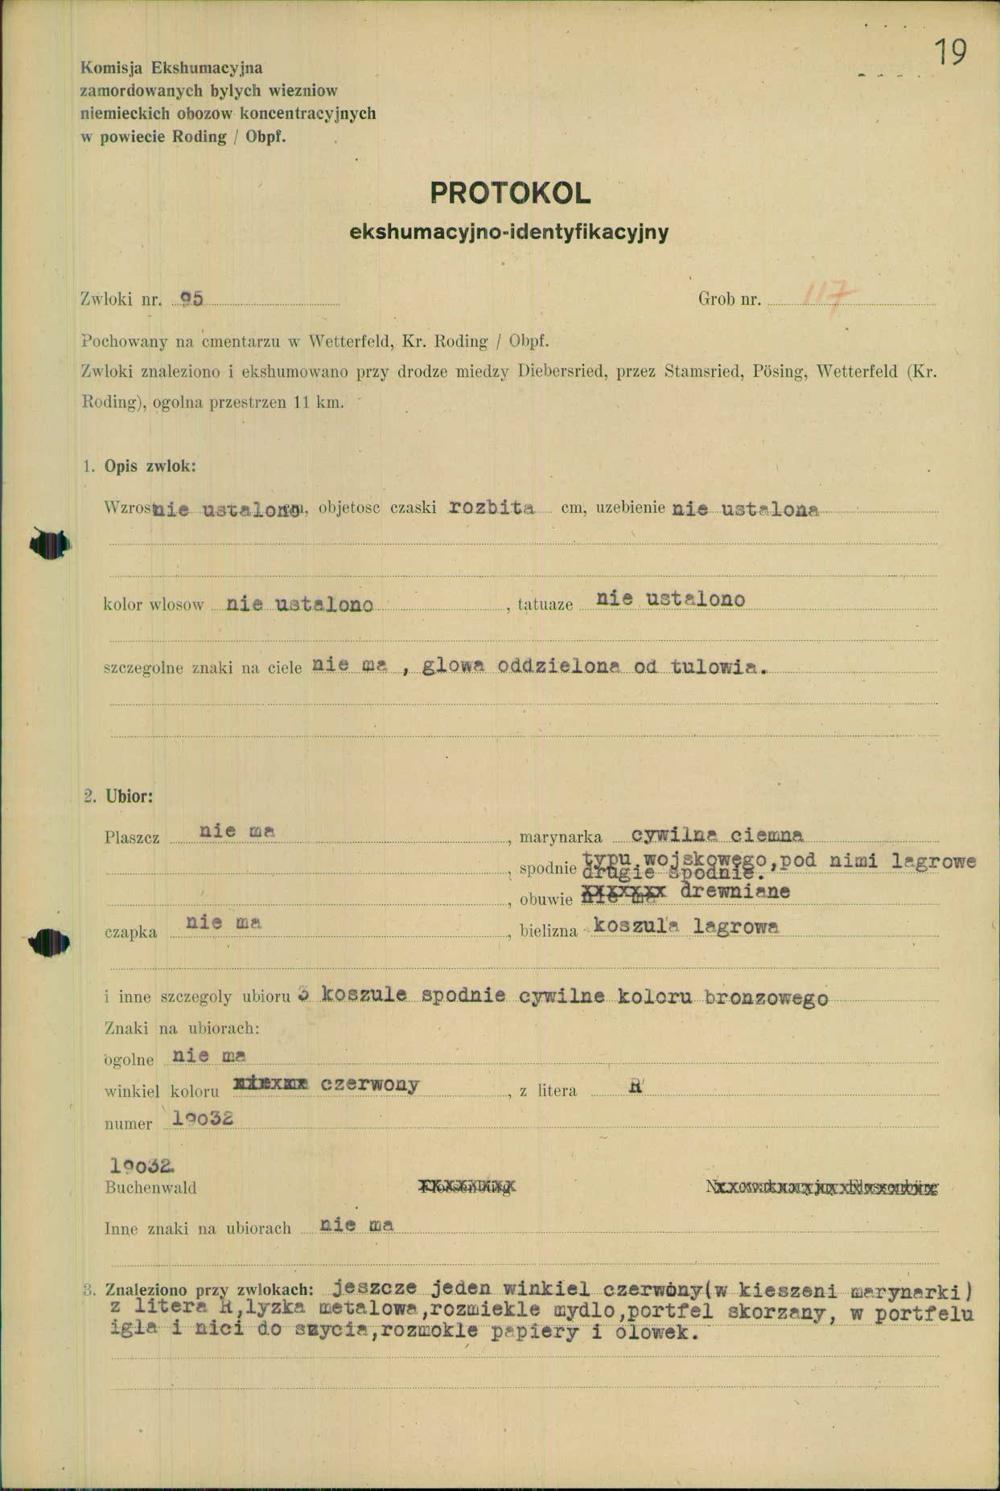 19
Komisja Ekshumacyjna
zamordowanych bylych wiezniow
niemieckich obozow koncentracyjnych
w powiecie Roding / Obpf.
PROTOKOL
ekshumacyjno-identyfikacyjny
Zwloki nr. 95 Grob nr. 117
Pochowany na cmentarzu w Wetterfeld, Kr. Roding / Obpf.
Zwloki znaleziono i ekshumowano przy drodze miedzy Diebersried, przez Stamsried, Pösing, Wetterfeld (Kr.
Roding), ogolna przestrzen 11 km.
1. Opis zwlok:
Wzrost nie ustalono, objetosc czaski rozbita cm, uzebienie nie ustalona
kolor wlosow nie ustalono , tatuaze nie ustalono
szczegolne znaki na ciele nie ma , glowa oddzielona od tulowia.
2. Ubior:
Plaszcz nie ma , marynarka cywilna ciemna
, spodnie typu wojskowego,pod nimi lagrowe
drugie spodnie.
, obuwie drewniane
czapka nie ma , bielizna koszula lagrowa
i inne szczegoly ubioru 3 koszule spodnie cywilne koloru bronzowego
Znaki na ubiorach:
ogolne nie ma
winkiel koloru czerwony , z litera R
numer 19032
19032
Buchenwald
Inne znaki na ubiorach nie ma
3. Znaleziono przy zwlokach: jeszcze jeden winkiel czerwony(w kieszeni marynarki)
z litera R,lyzka metalowa,rozmiekle mydlo,portfel skorzany, w portfelu
igla i nici do szycia,rozmokle papiery i olowek.